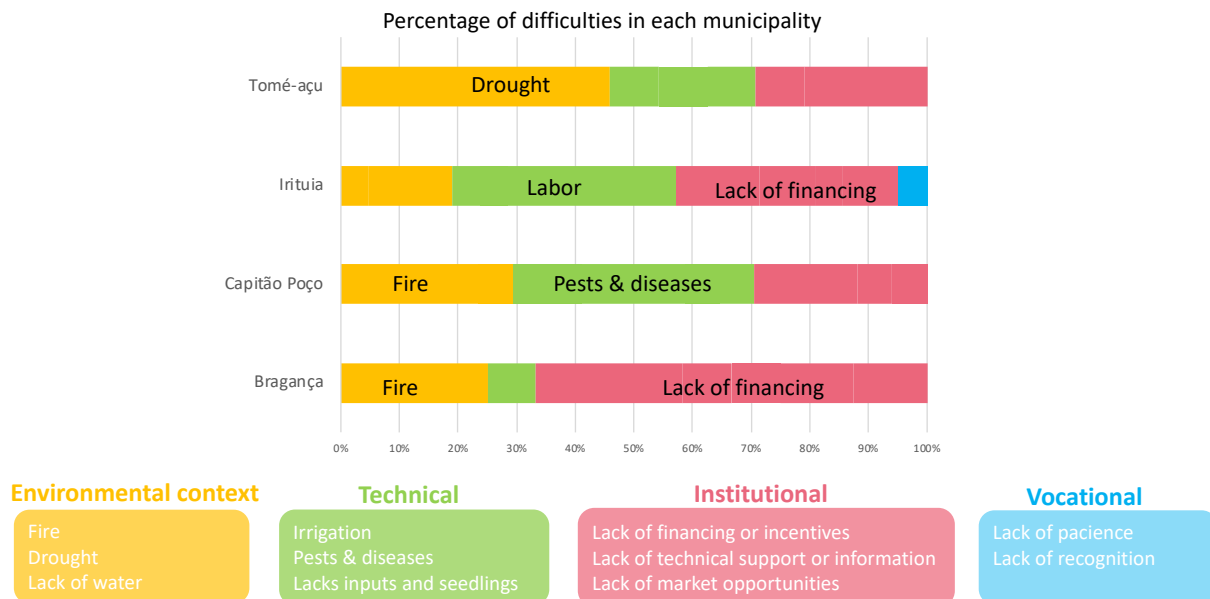 Percentage of difficulties in each municipality
Tomé-açu
Drought
Irituia
Labor
Lack of financing
Capitão Poço
Fire
Pests & diseases
Bragança
Fire
Lack of financing
0% 10% 20% 30% 40% 50% 60% 70% 80% 90% 100%
Environmental context
Fire
Drought
Lack of water
Technical
Irrigation
Pests & diseases
Lacks inputs and seedlings
Institutional
Lack of financing or incentives
Lack of technical support or information
Lack of market opportunities
Vocational
Lack of pacience
Lack of recognition